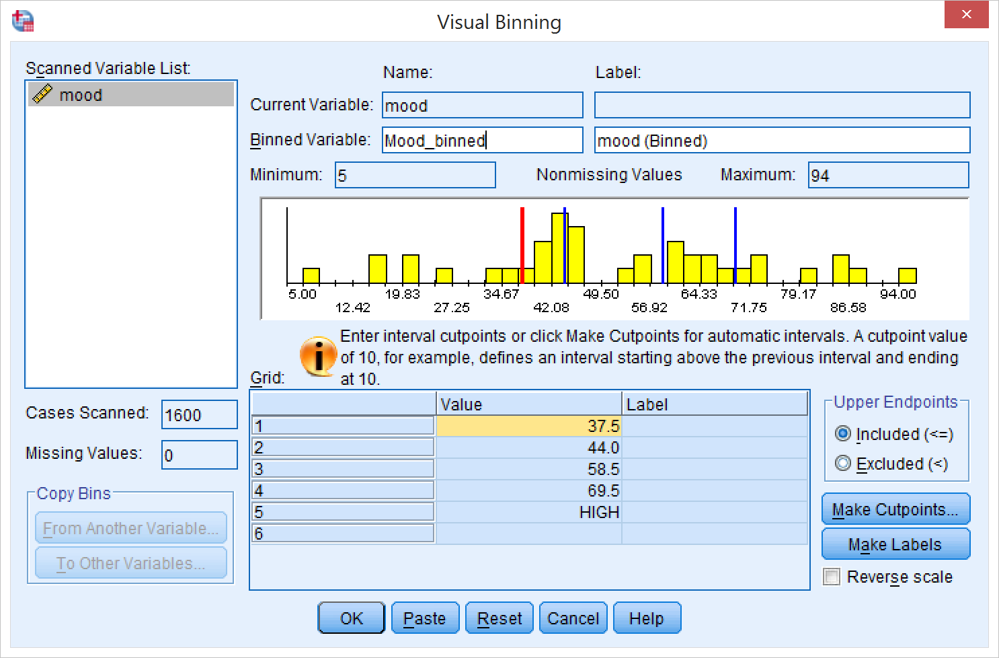 Visual Binning
Scanned Variable List:
mood
Name:
Label:
Current Variable:
mood
Binned Variable:
Mood_binned
mood (Binned)
Minimum:
5
Nonmissing Values
Maximum:
94
5.00
19.83
34.67
49.50
64.33
79.17
94.00
12.42
27.25
42.08
56.92
71.75
86.58
Enter interval cutpoints or click Make Cutpoints for automatic intervals. A cutpoint value
of 10, for example, defines an interval starting above the previous interval and ending
at 10.
Grid:
Value
Label
1
37.5
2
44.0
3
58.5
4
69.5
5
HIGH
6
Cases Scanned:
1600
Missing Values:
0
Copy Bins
From Another Variable...
To Other Variables...
Upper Endpoints
Included (<=)
Excluded (<)
Make Cutpoints...
Make Labels
Reverse scale
OK
Paste
Reset
Cancel
Help